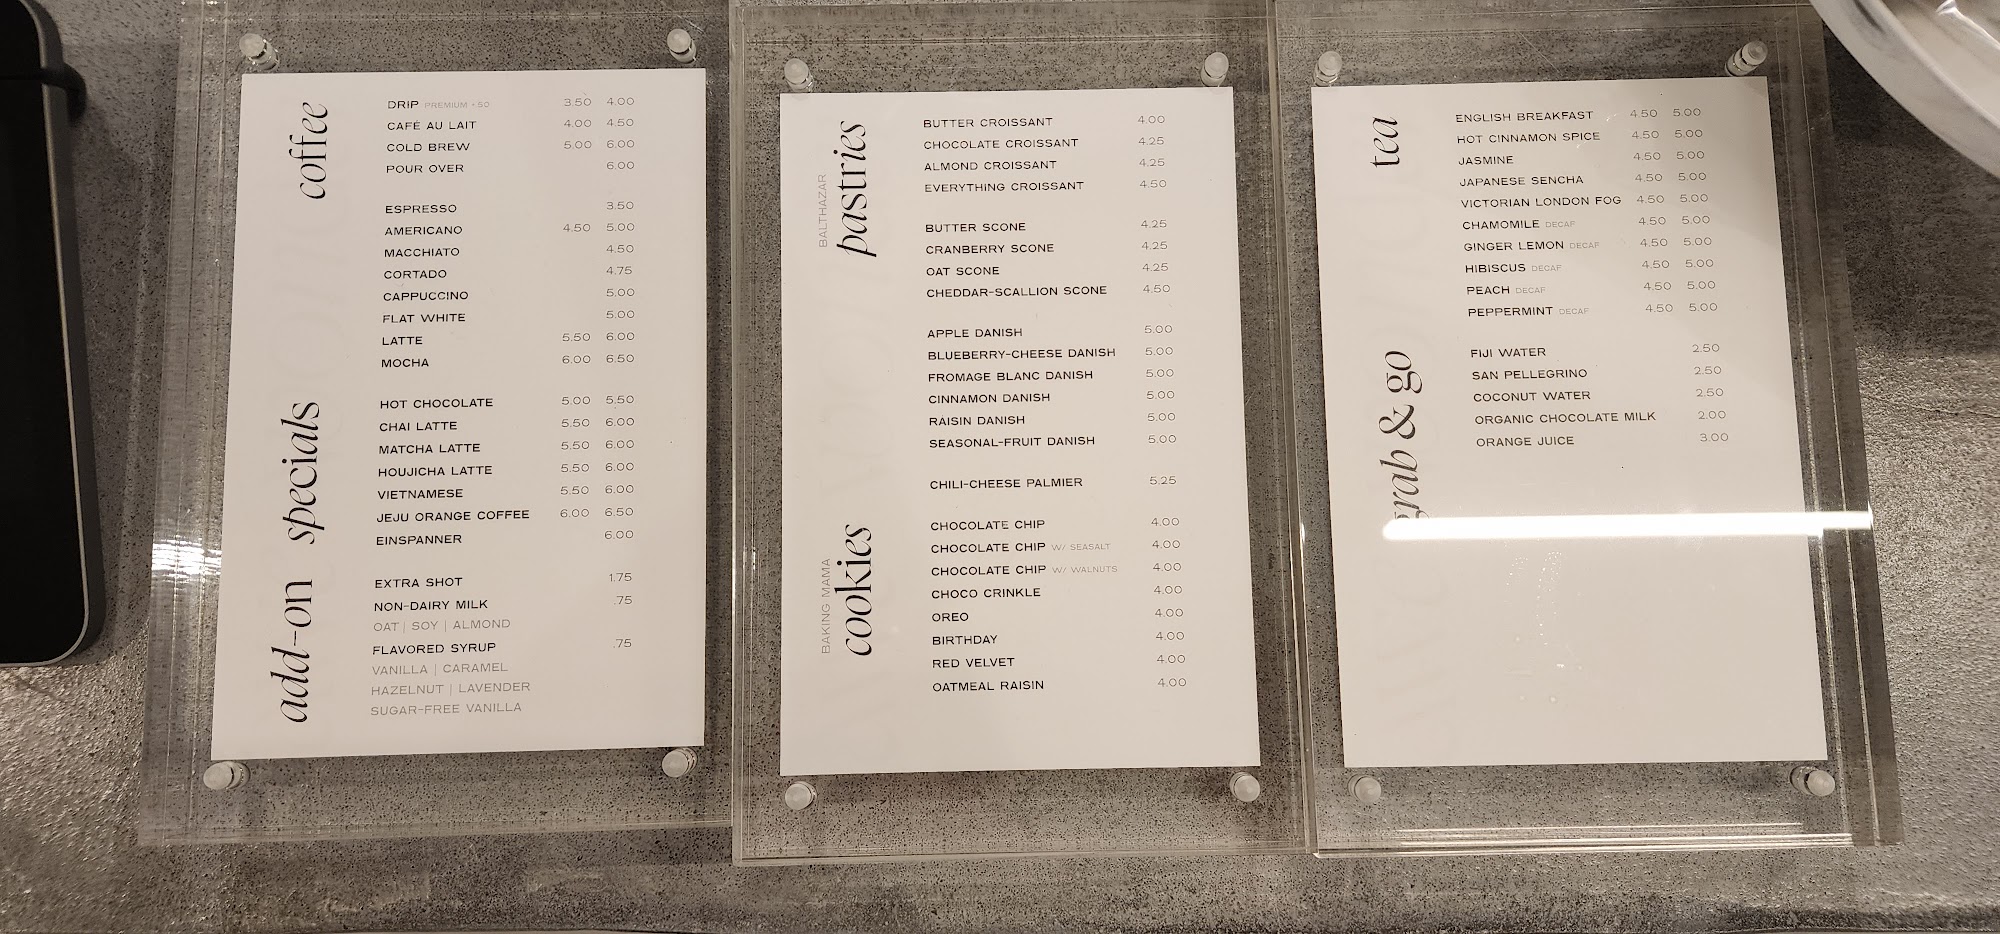 coffee
DRIP PREMIUM +.50 3.50 4.00
CAFÉ AU LAIT 4.00 4.50
COLD BREW 5.00 6.00
POUR OVER 6.00
ESPRESSO 3.50
AMERICANO 4.50 5.00
MACCHIATO 4.50
CORTADO 4.75
CAPPUCCINO 5.00
FLAT WHITE 5.00
LATTE 5.50 6.00
MOCHA 6.00 6.50
specials
HOT CHOCOLATE 5.00 5.50
CHAI LATTE 5.50 6.00
MATCHA LATTE 5.50 6.00
HOUJICHA LATTE 5.50 6.00
VIETNAMESE 5.50 6.00
JEJU ORANGE COFFEE 6.00 6.50
EINSPANNER 6.00
add-on
EXTRA SHOT 1.75
NON-DAIRY MILK .75
OAT | SOY | ALMOND
FLAVORED SYRUP .75
VANILLA | CARAMEL
HAZELNUT | LAVENDER
SUGAR-FREE VANILLA
BALTHAZAR
pastries
BUTTER CROISSANT 4.00
CHOCOLATE CROISSANT 4.25
ALMOND CROISSANT 4.25
EVERYTHING CROISSANT 4.50
BUTTER SCONE 4.25
CRANBERRY SCONE 4.25
OAT SCONE 4.25
CHEDDAR-SCALLION SCONE 4.50
APPLE DANISH 5.00
BLUEBERRY-CHEESE DANISH 5.00
FROMAGE BLANC DANISH 5.00
CINNAMON DANISH 5.00
RAISIN DANISH 5.00
SEASONAL-FRUIT DANISH 5.00
CHILI-CHEESE PALMIER 5.25
BAKING MAMA
cookies
CHOCOLATE CHIP 4.00
CHOCOLATE CHIP W/ SEASALT 4.00
CHOCOLATE CHIP W/ WALNUTS 4.00
CHOCO CRINKLE 4.00
OREO 4.00
BIRTHDAY 4.00
RED VELVET 4.00
OATMEAL RAISIN 4.00
tea
ENGLISH BREAKFAST 4.50 5.00
HOT CINNAMON SPICE 4.50 5.00
JASMINE 4.50 5.00
JAPANESE SENCHA 4.50 5.00
VICTORIAN LONDON FOG 4.50 5.00
CHAMOMILE DECAF 4.50 5.00
GINGER LEMON DECAF 4.50 5.00
HIBISCUS DECAF 4.50 5.00
PEACH DECAF 4.50 5.00
PEPPERMINT DECAF 4.50 5.00
grab & go
FIJI WATER 2.50
SAN PELLEGRINO 2.50
COCONUT WATER 2.50
ORGANIC CHOCOLATE MILK 2.00
ORANGE JUICE 3.00